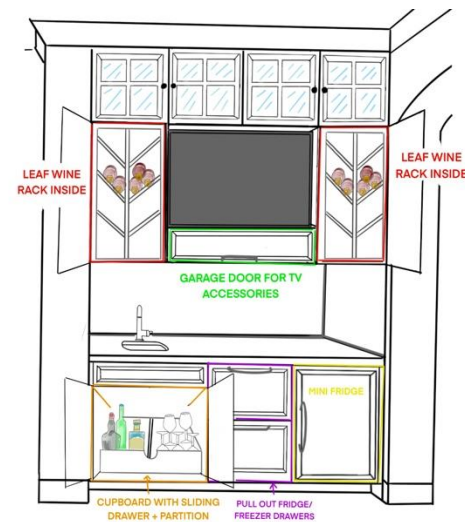 LEAF WINE
RACK INSIDE
LEAF WINE
RACK INSIDE
GARAGE DOOR FOR TV
ACCESSORIES
MINI FRIDGE
CUPBOARD WITH SLIDING
DRAWER + PARTITION
PULL OUT FRIDGE/
FREEZER DRAWERS